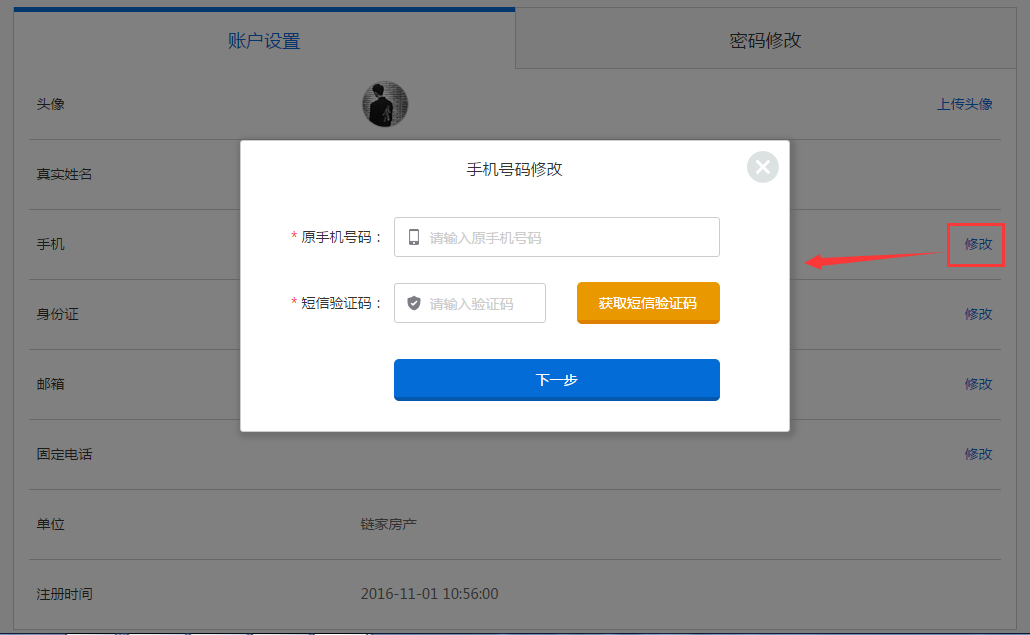 账户设置 密码修改
头像 上传头像
真实姓名
手机 修改
身份证 修改
邮箱 修改
固定电话 修改
单位 链家房产
注册时间 2016-11-01 10:56:00
手机号码修改
* 原手机号码： 请输入原手机号码
* 短信验证码： 请输入验证码 获取短信验证码
下一步